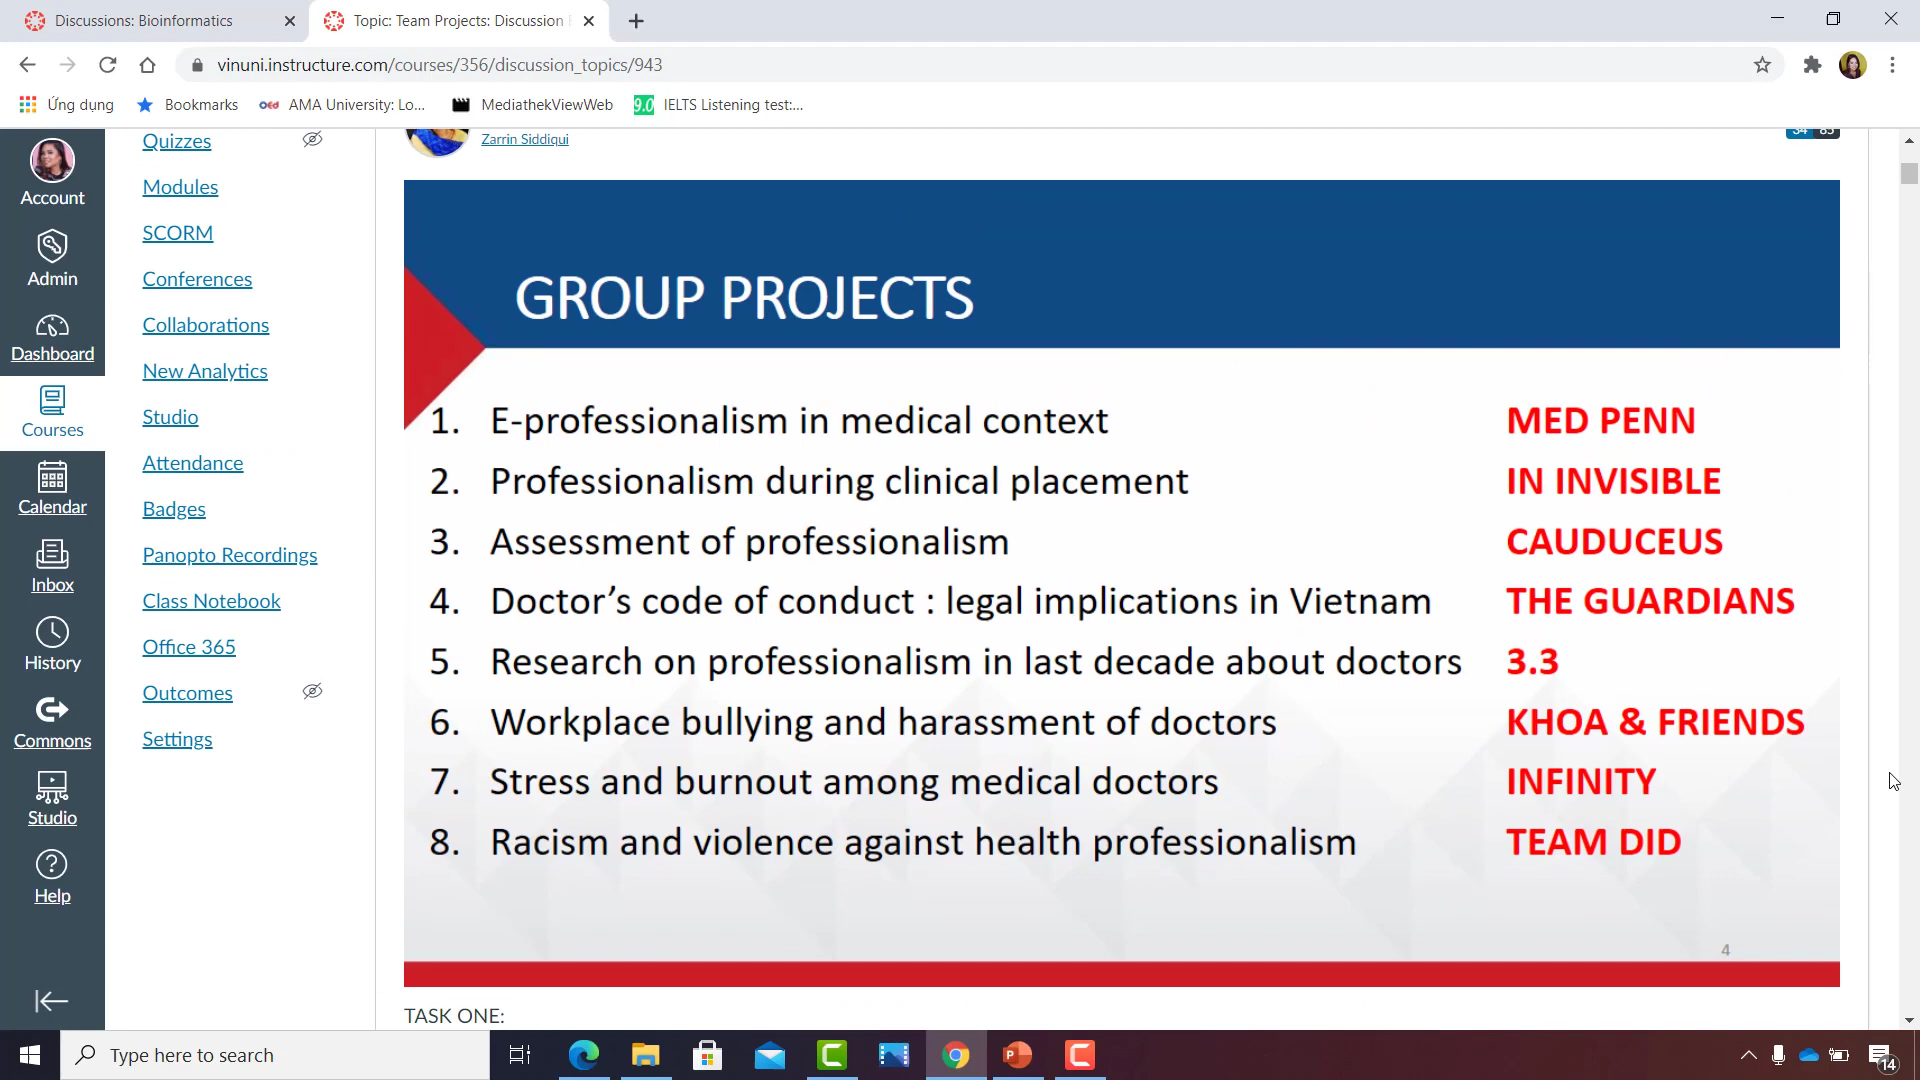 Discussions: Bioinformatics
Topic: Team Projects: Discussion
vinuni.instructure.com/courses/356/discussion_topics/943
Ứng dụng
Bookmarks
AMA University: Lo...
MediathekViewWeb
9.0
IELTS Listening test:...
Account
Admin
Dashboard
Courses
Calendar
Inbox
History
Commons
Studio
Help
Quizzes
Modules
SCORM
Conferences
Collaborations
New Analytics
Studio
Attendance
Badges
Panopto Recordings
Class Notebook
Office 365
Outcomes
Settings
Zarrin Siddiqui
34 85
GROUP PROJECTS
1. E-professionalism in medical context MED PENN
2. Professionalism during clinical placement IN INVISIBLE
3. Assessment of professionalism CAUDUCEUS
4. Doctor’s code of conduct : legal implications in Vietnam THE GUARDIANS
5. Research on professionalism in last decade about doctors 3.3
6. Workplace bullying and harassment of doctors KHOA & FRIENDS
7. Stress and burnout among medical doctors INFINITY
8. Racism and violence against health professionalism TEAM DID
4
TASK ONE:
Type here to search
14